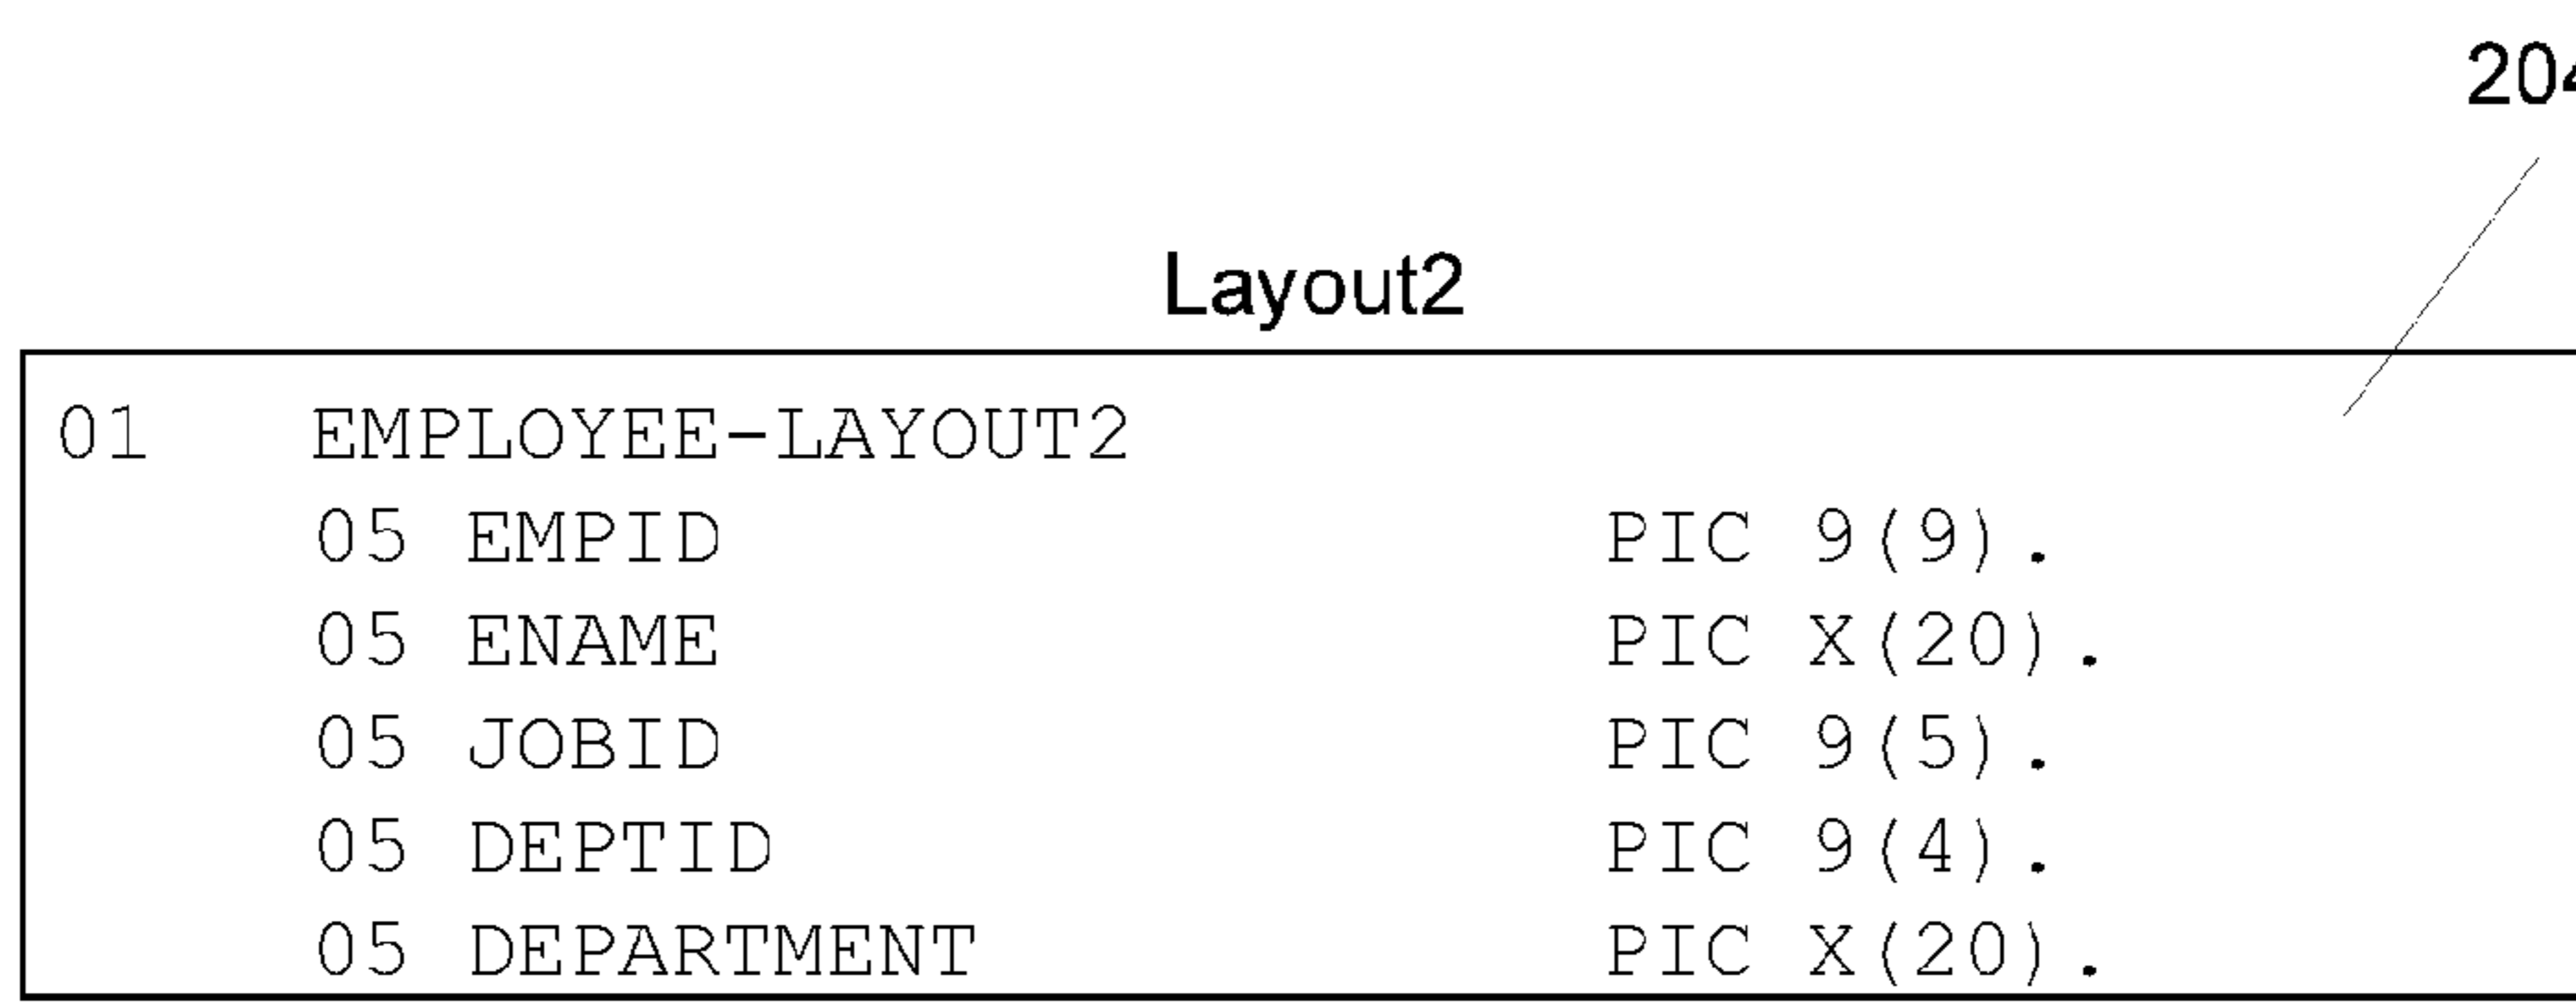 204
Layout2
01 EMPLOYEE-LAYOUT2
05 EMPID PIC 9(9).
05 ENAME PIC X(20).
05 JOBID PIC 9(5).
05 DEPTID PIC 9(4).
05 DEPARTMENT PIC X(20).